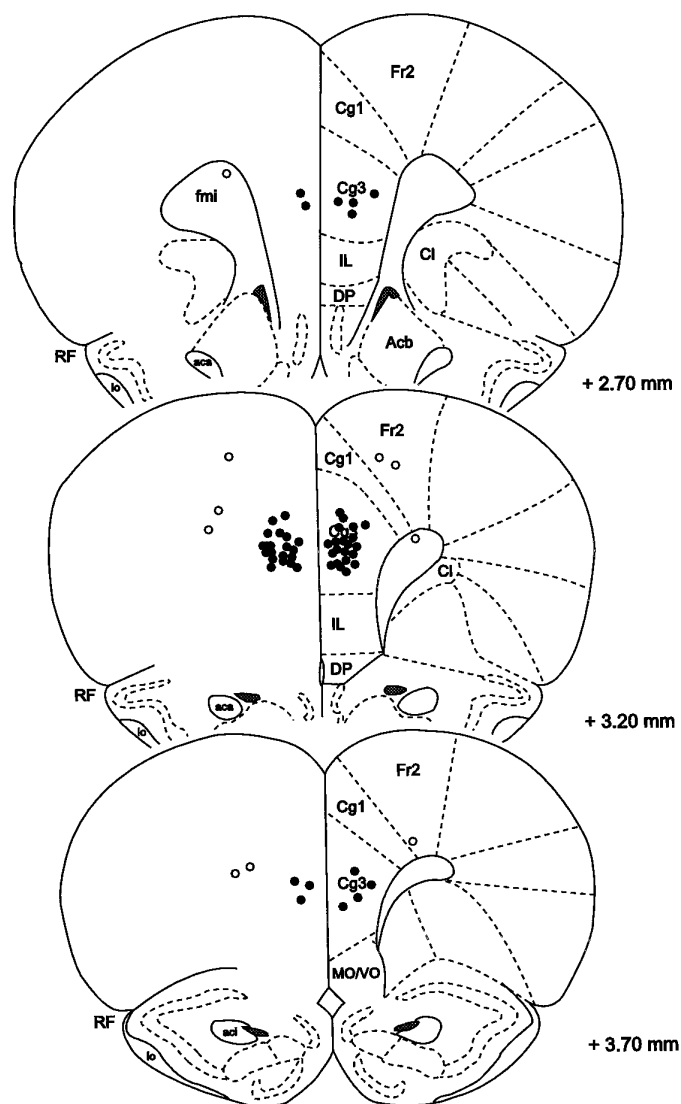 Fr2
Cg1
Cg3
fmi
IL
Cl
DP
Acb
RF
aca
lo
+ 2.70 mm
Fr2
Cg1
Cg3
Cl
IL
DP
RF
aca
lo
+ 3.20 mm
Fr2
Cg1
Cg3
MO/VO
RF
aci
lo
+ 3.70 mm